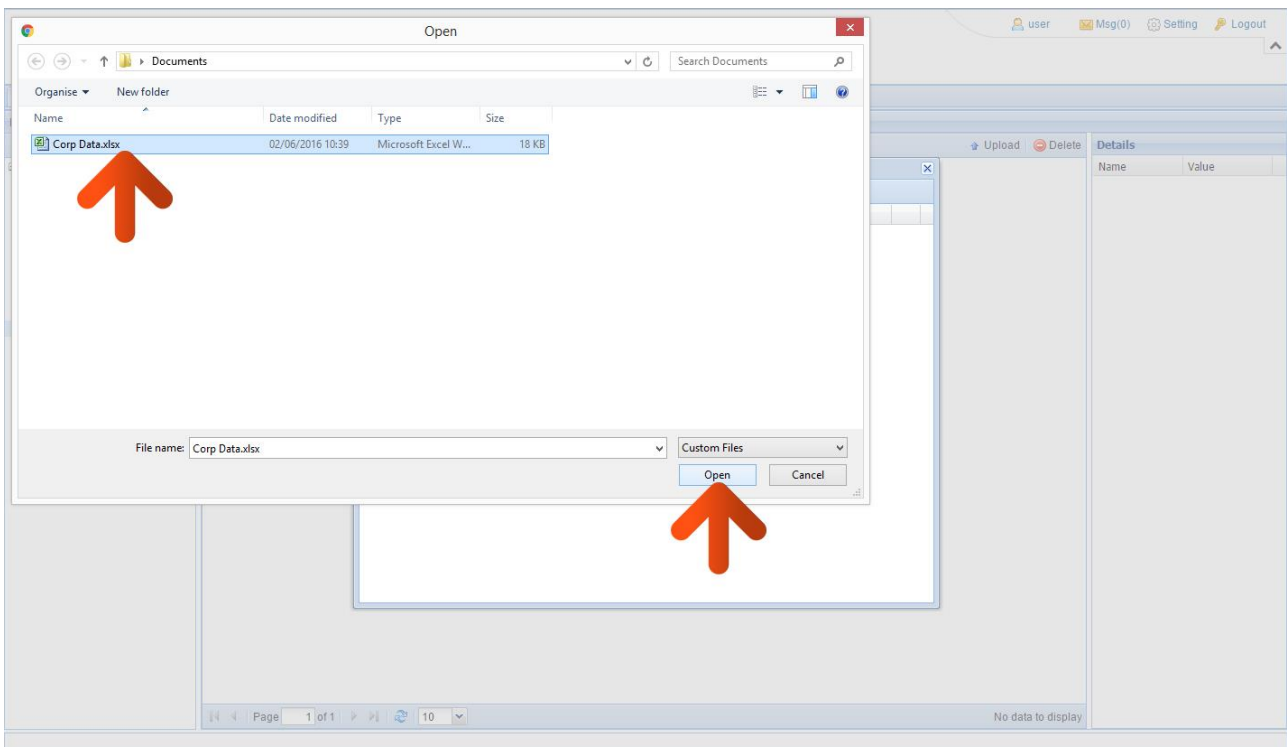 Open
user Msg(0) Setting Logout
Documents
Search Documents
Organise New folder
Name Date modified Type Size
Corp Data.xlsx 02/06/2016 10:39 Microsoft Excel W... 18 KB
Upload Delete Details
Name Value
File name: Corp Data.xlsx Custom Files
Open Cancel
Page 1 of 1 10 No data to display